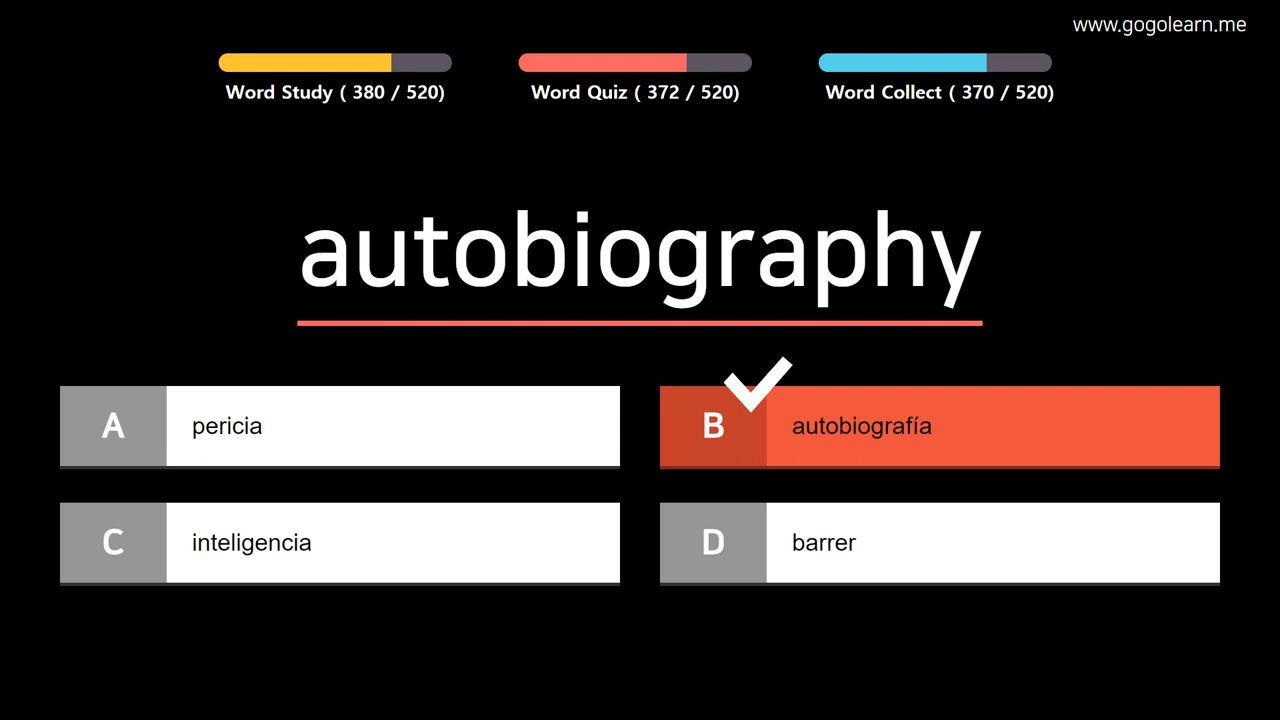 www.gogolearn.me
Word Study ( 380 / 520)
Word Quiz ( 372 / 520)
Word Collect ( 370 / 520)
autobiography
A
pericia
B
autobiografía
C
inteligencia
D
barrer